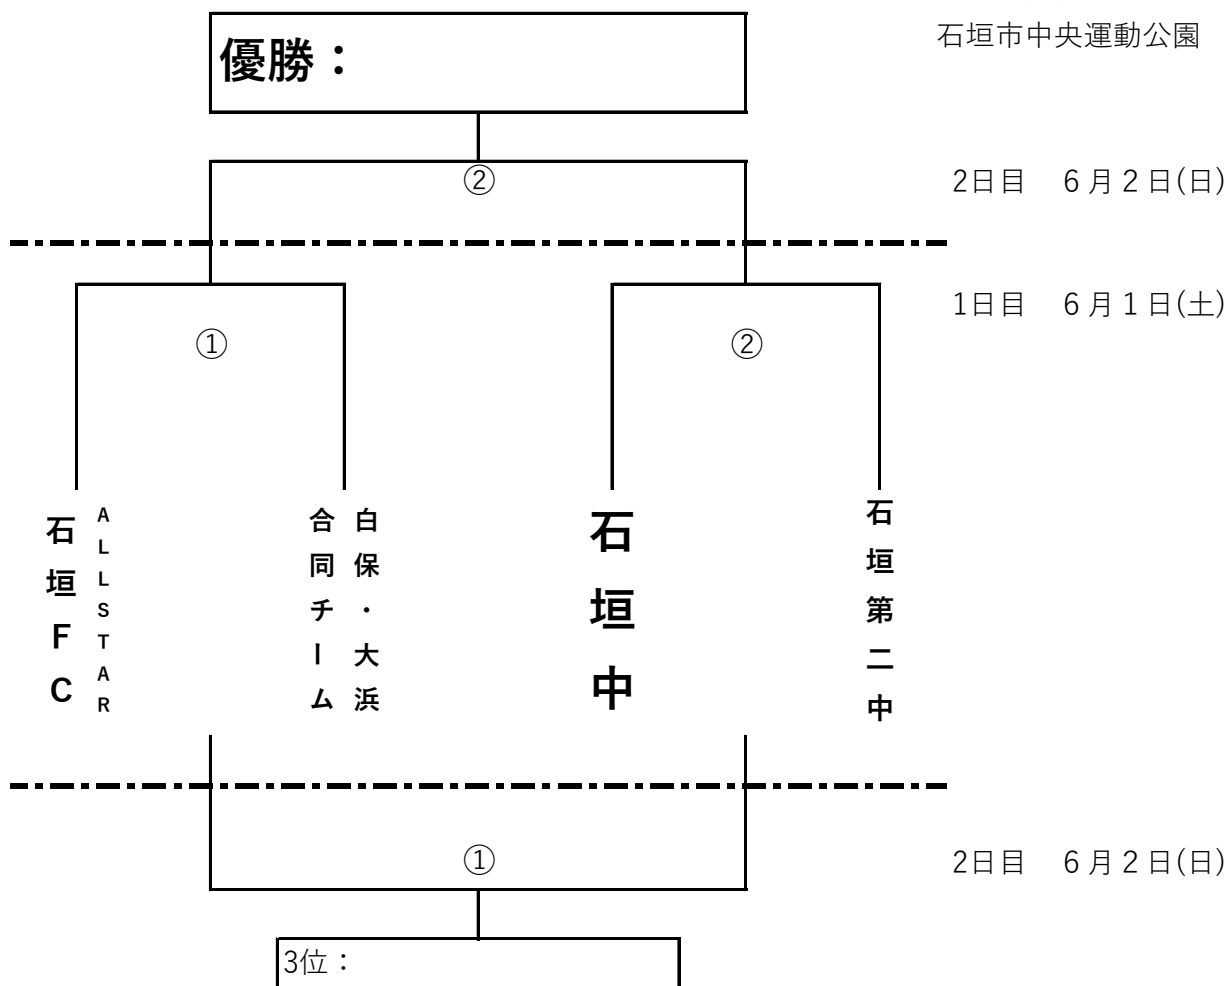 石垣市中央運動公園
優勝：
②
2日目　６月２日(日)
1日目　６月１日(土)
①
②
石垣FC
ALLSTAR
白保・大浜
合同チーム
石垣中
石垣第二中
①
2日目　６月２日(日)
3位：